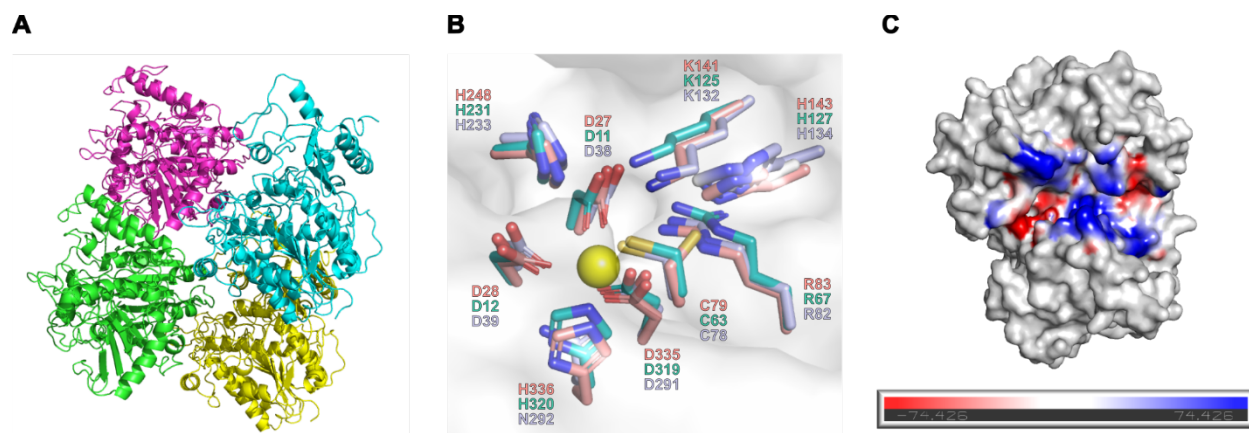 A
B
C
K141
K125
K132
H248
H231
H233
D27
D11
D38
H143
H127
H134
D28
D12
D39
C79
C63
C78
R83
R67
R82
D335
D319
D291
H336
H320
N292
-74.426 74.426